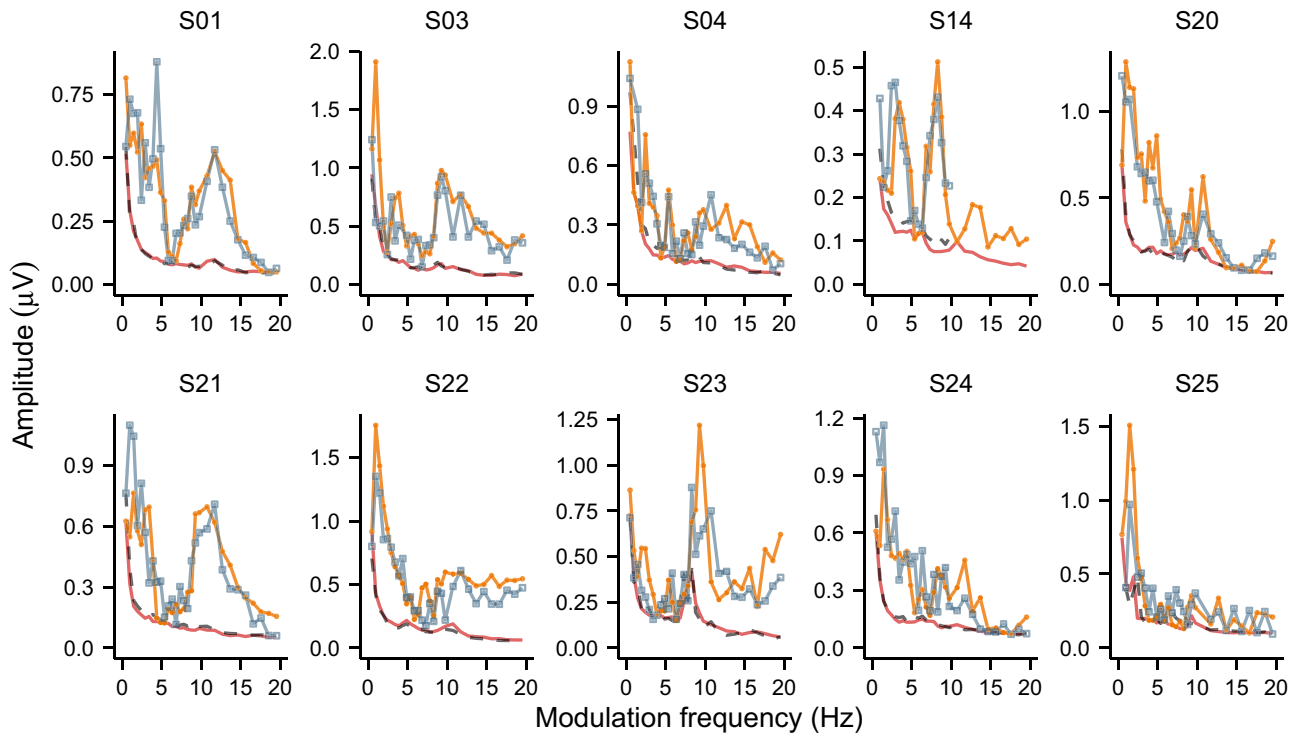 S01 S03 S04 S14 S20
0.75 2.0 0.9 0.5 1.0
0.50 1.5 0.6 0.4 0.5
0.25 1.0 0.3 0.3 0.0
0.00 0.5 0.0 0.2
0.0 0.1
0.0
0 5 10 15 20 0 5 10 15 20 0 5 10 15 20 0 5 10 15 20 0 5 10 15 20
Amplitude (μV)
S21 S22 S23 S24 S25
0.9 1.5 1.25 1.2 1.5
0.6 1.0 1.00 0.9 1.0
0.3 0.5 0.75 0.6 0.5
0.0 0.0 0.50 0.3 0.0
0.25 0.0
0.00
0 5 10 15 20 0 5 10 15 20 0 5 10 15 20 0 5 10 15 20 0 5 10 15 20
Modulation frequency (Hz)